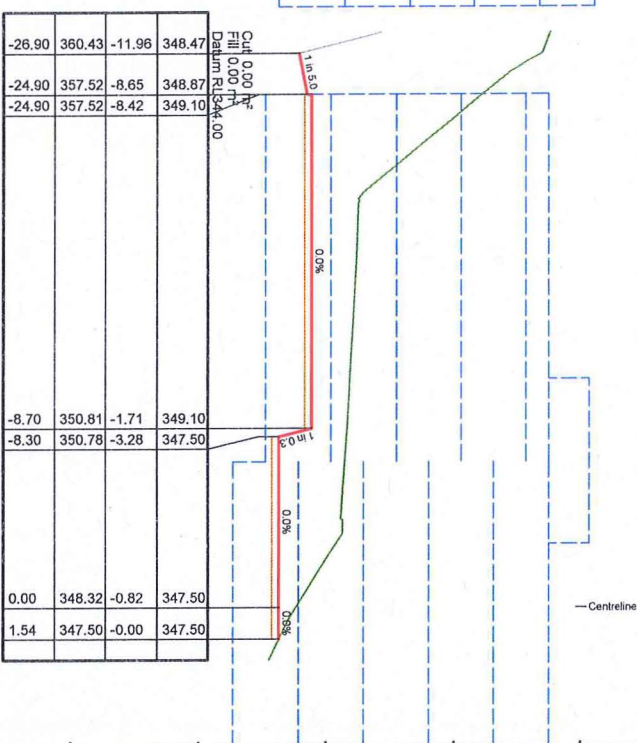 -26.90 360.43 -11.96 348.47
-24.90 357.52 -8.65 348.87
-24.90 357.52 -8.42 349.10
-8.70 350.81 -1.71 349.10
-8.30 350.78 -3.28 347.50
0.00 348.32 -0.82 347.50
1.54 347.50 -0.00 347.50
Cut 0.00 m²
Fill 0.00 m²
Datum RL344.00
1 in 5.0
0.0%
1 in 0.3
0.0%
0.0%
Centreline